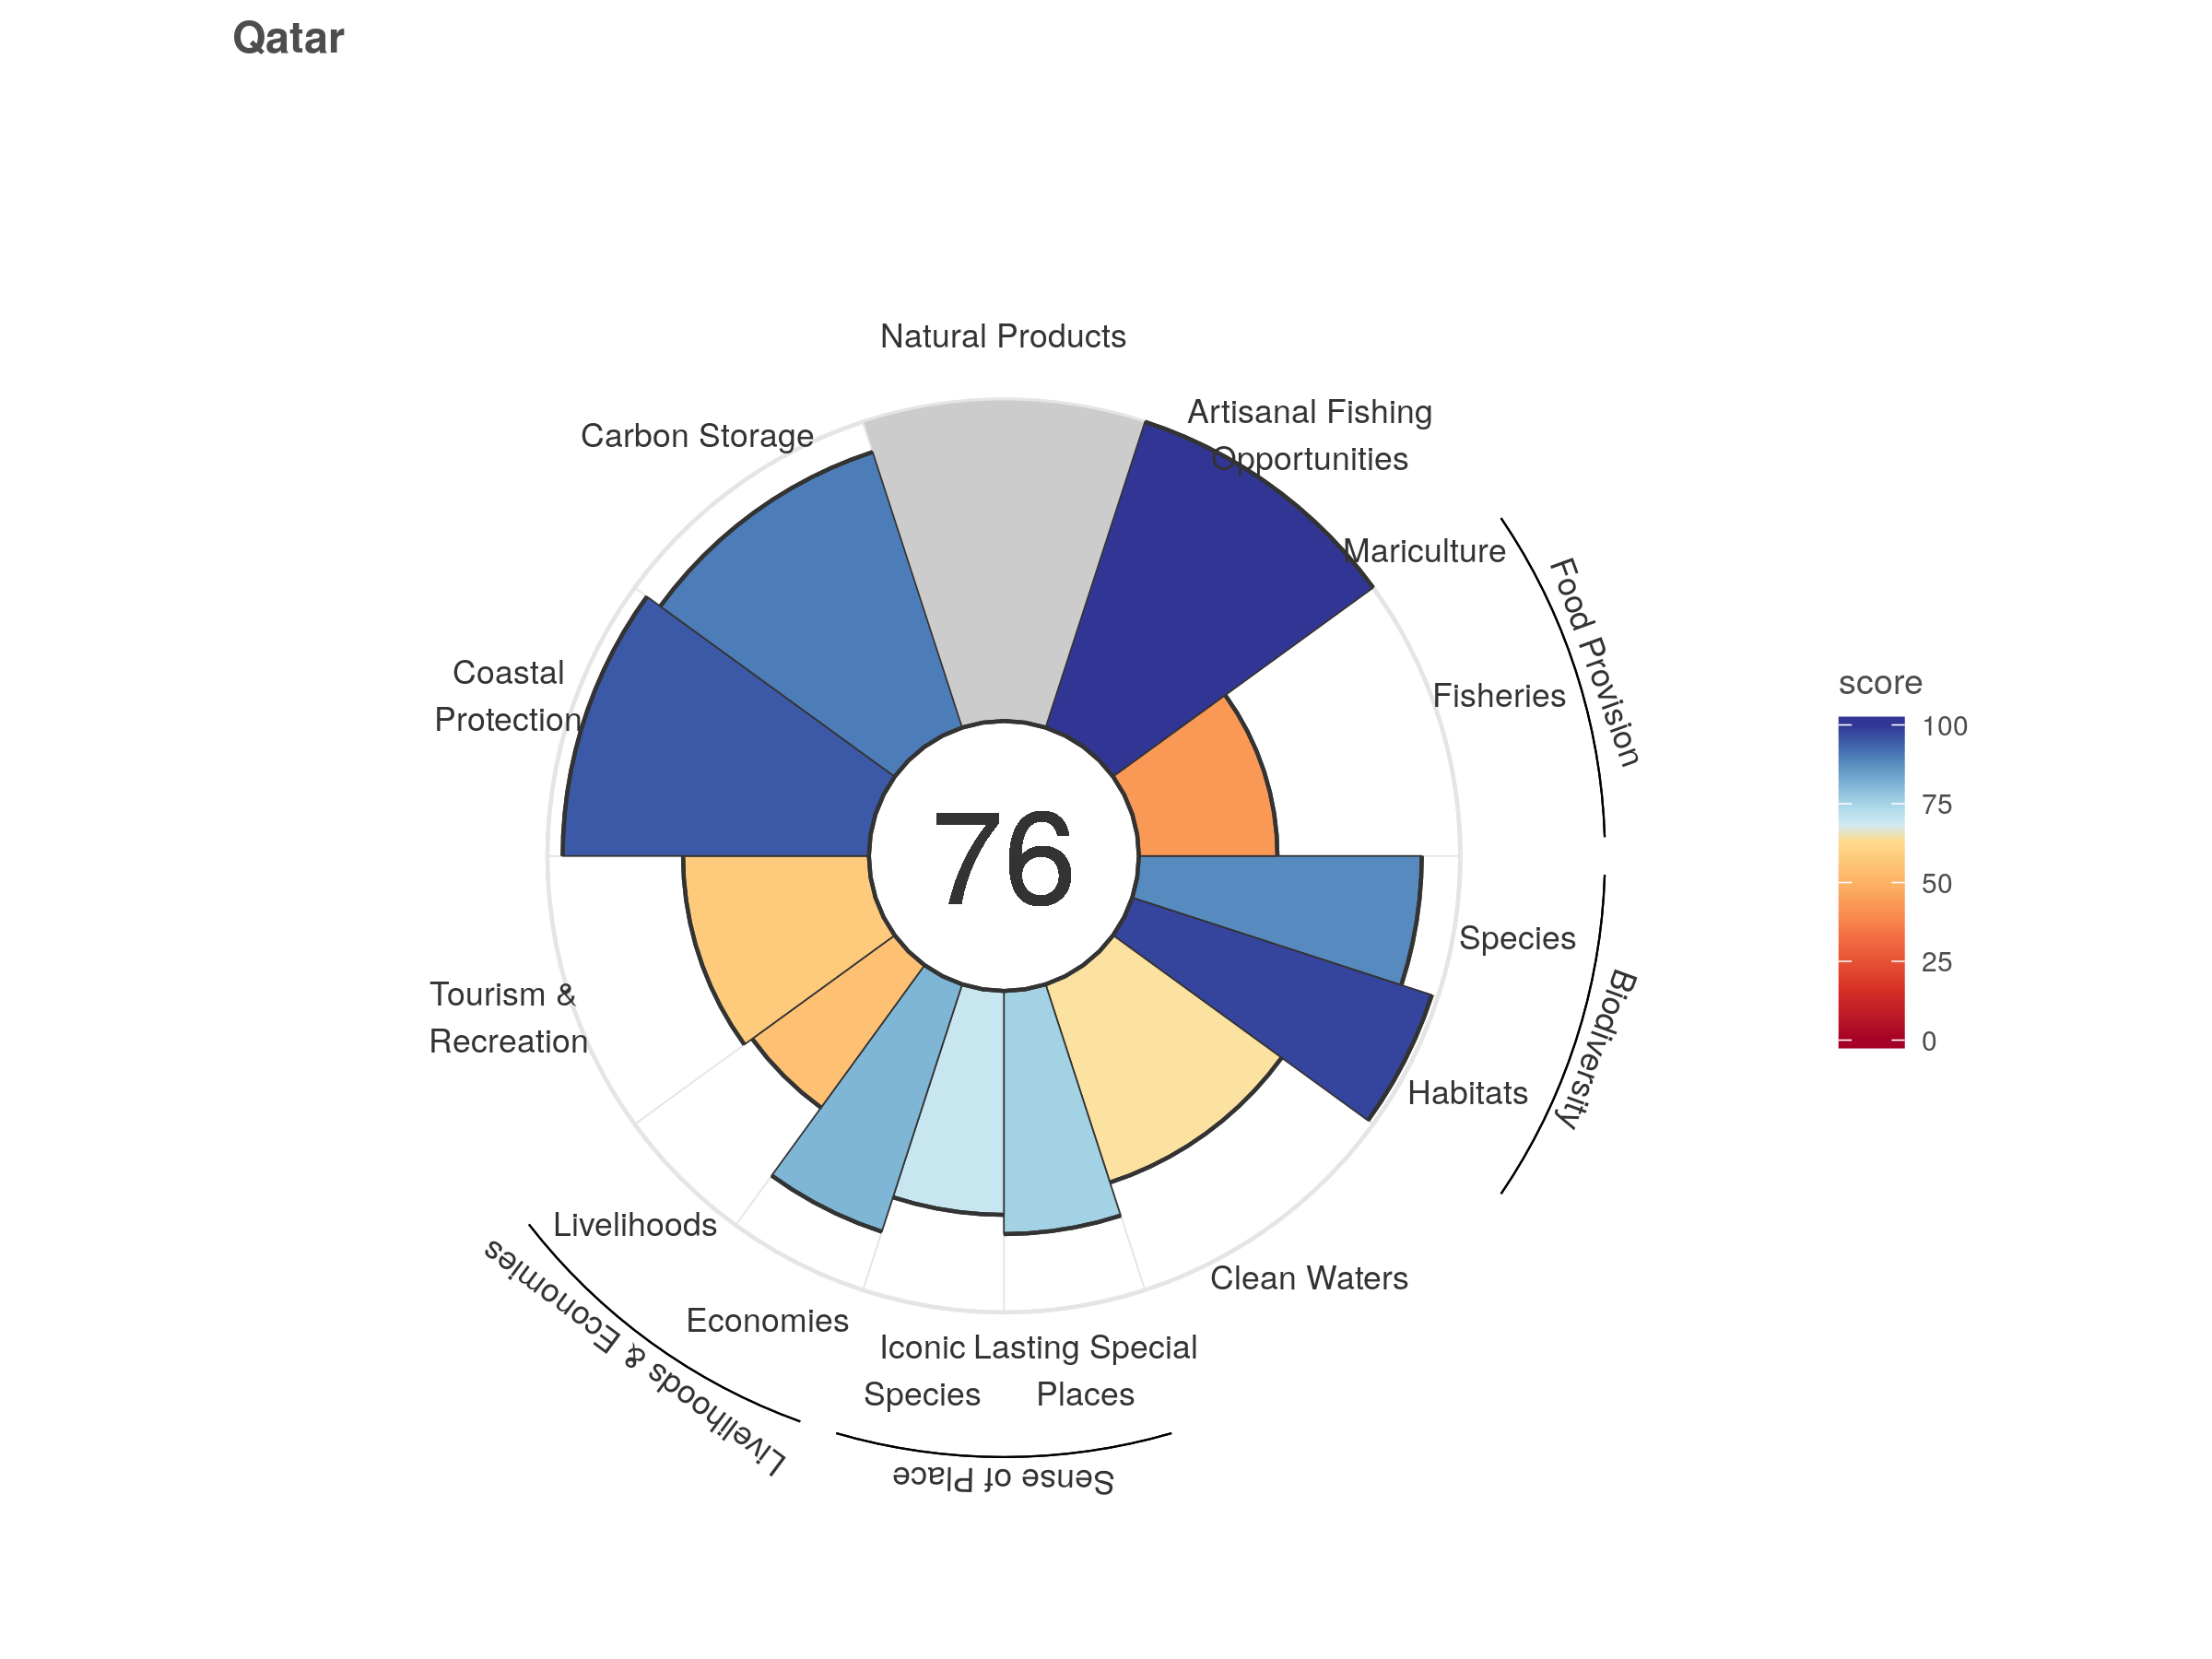 Qatar
Natural Products
Artisanal Fishing
Opportunities
Carbon Storage
Mariculture
Food Provision
Fisheries
Coastal
Protection
score
100
75
50
25
0
76
Species
Biodiversity
Tourism &
Recreation
Habitats
Livelihoods
Clean Waters
Livelihoods & Economies
Economies
Iconic
Species
Lasting Special
Places
Sense of Place